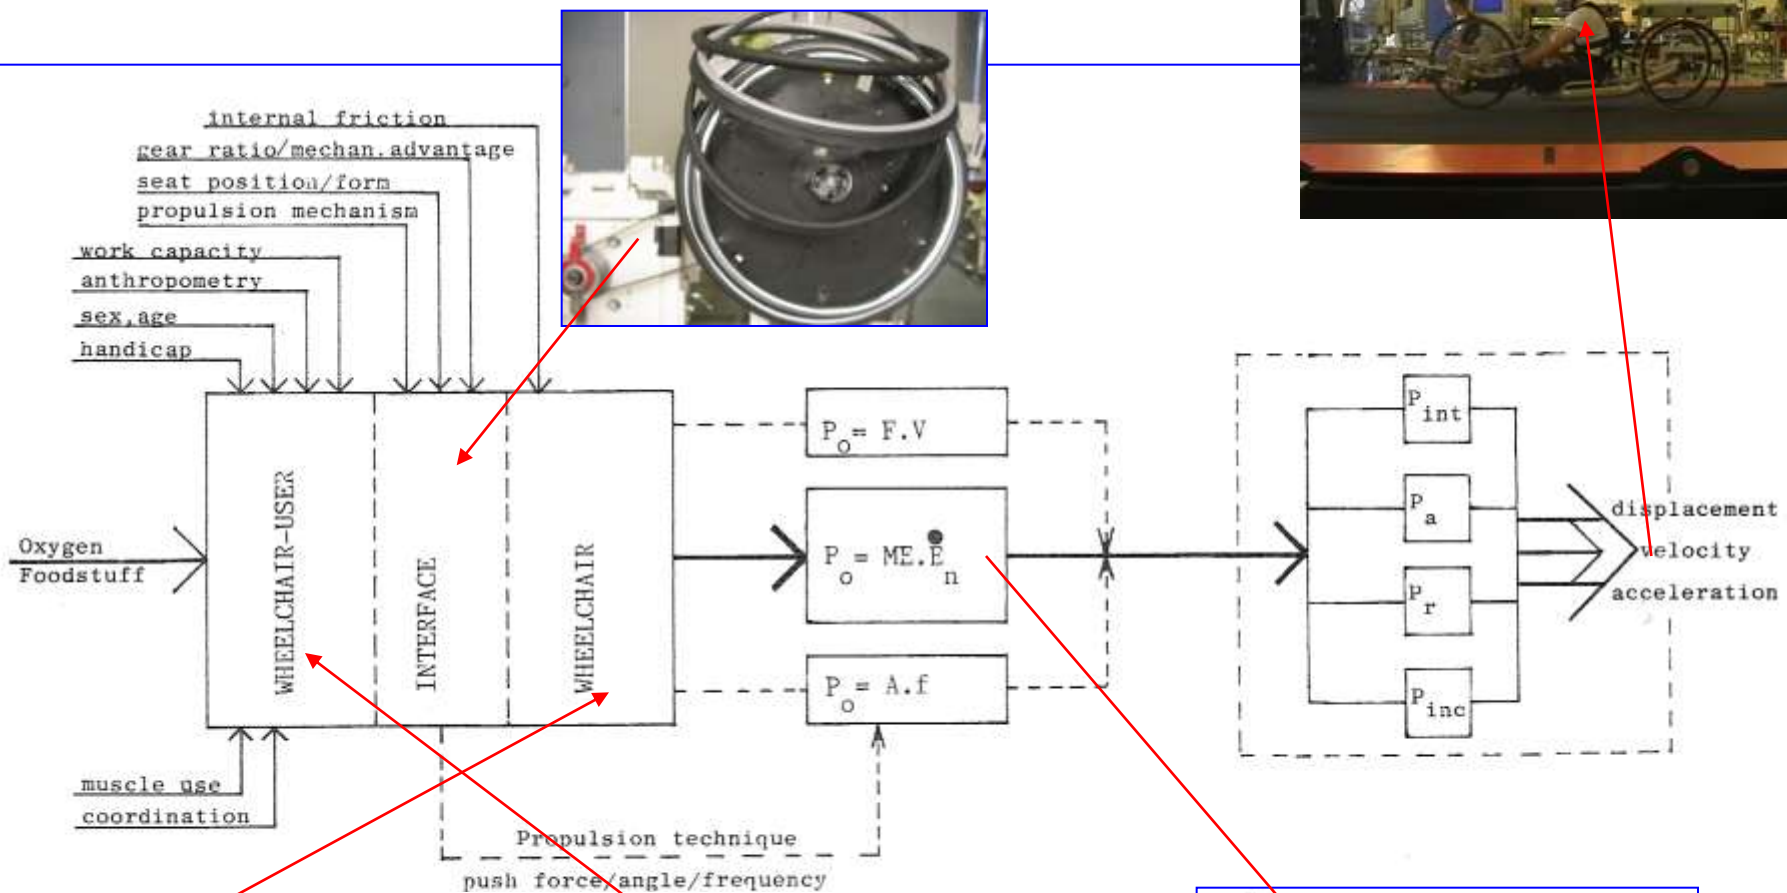 internal friction
gear ratio/mechan.advantage
seat position/form
propulsion mechanism
work capacity
anthropometry
sex,age
handicap
Oxygen
Foodstuff
WHEELCHAIR-USER
INTERFACE
WHEELCHAIR
muscle use
coordination
Propulsion technique
push force/angle/frequency
Po= F.V
Po= ME.Ėn
Po= A.f
Pint
Pa
Pr
Pinc
displacement
velocity
acceleration